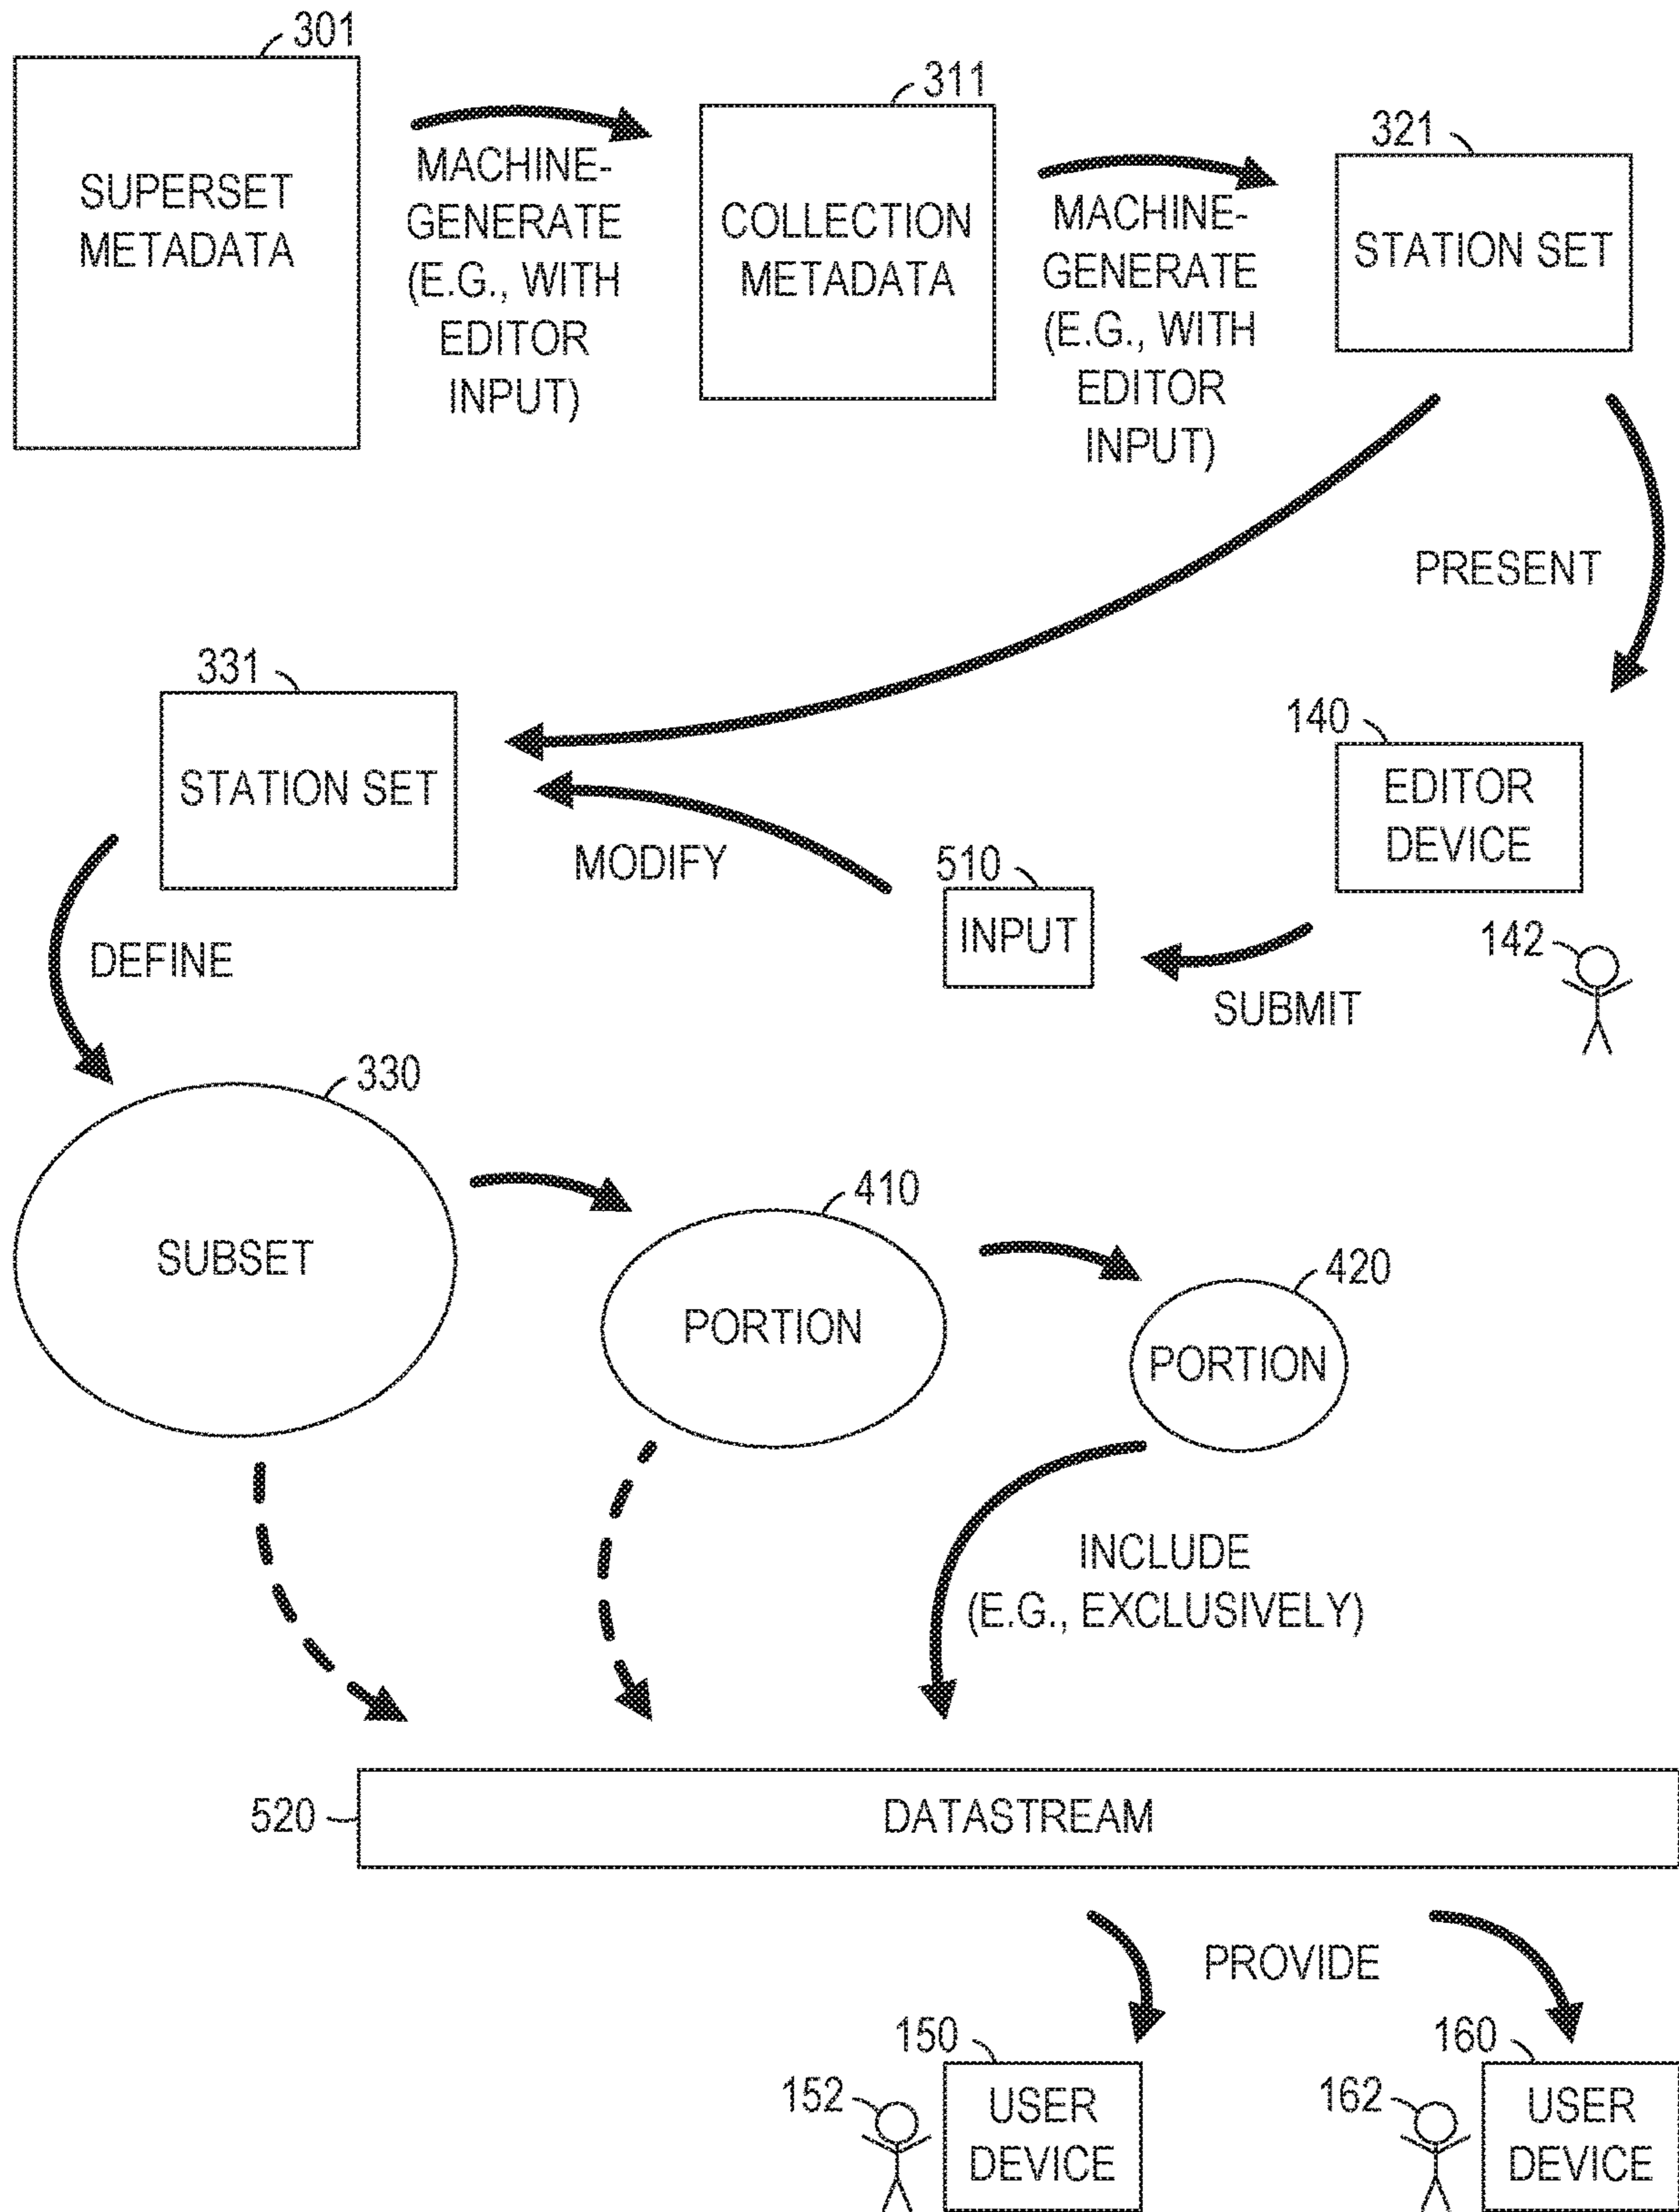 301
SUPERSET
METADATA
MACHINE-
GENERATE
(E.G., WITH
EDITOR
INPUT)
311
COLLECTION
METADATA
MACHINE-
GENERATE
(E.G., WITH
EDITOR
INPUT)
321
STATION SET
PRESENT
331
STATION SET
140
EDITOR
DEVICE
MODIFY
510
INPUT
142
SUBMIT
DEFINE
330
SUBSET
410
PORTION
420
PORTION
INCLUDE
(E.G., EXCLUSIVELY)
520
DATASTREAM
PROVIDE
150
152
USER
DEVICE
160
162
USER
DEVICE